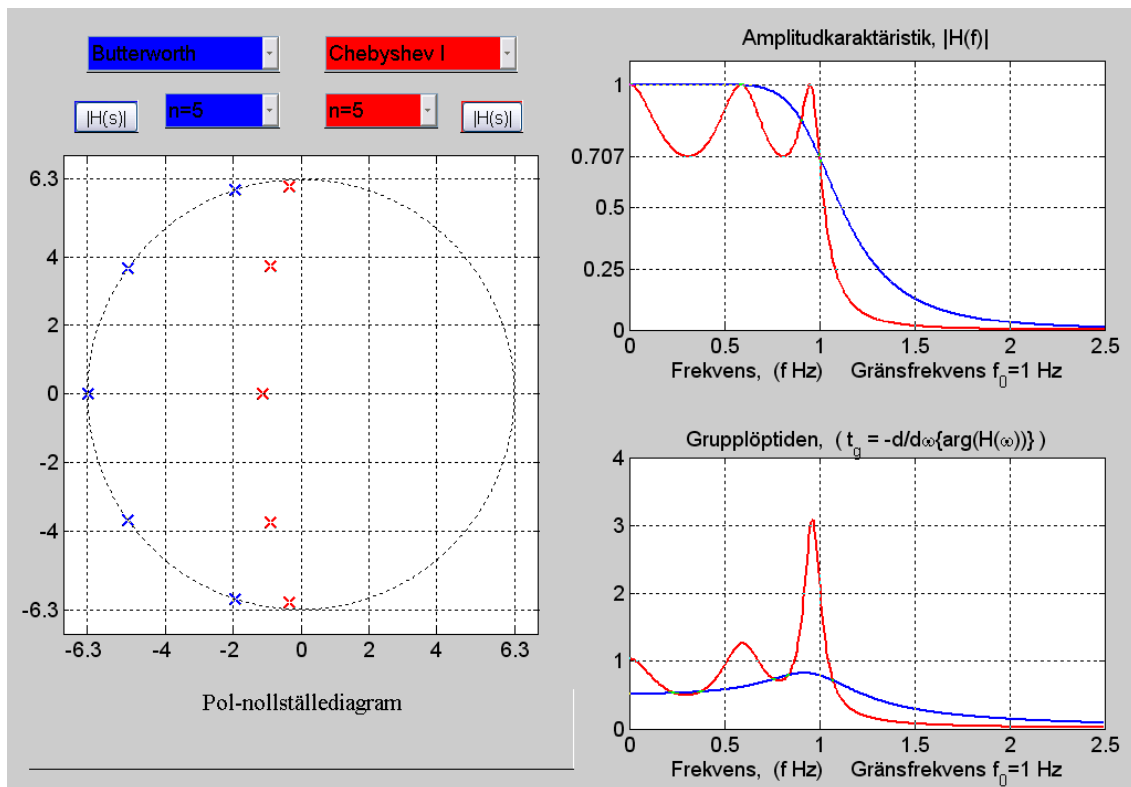 Butterworth
Chebyshev I
|H(s)|
n=5
n=5
|H(s)|
6.3
4
2
0
-2
-4
-6.3
-6.3 -4 -2 0 2 4 6.3
Pol-nollställediagram
Amplitudkaraktäristik, |H(f)|
1
0.707
0.5
0.25
0
0 0.5 1 1.5 2 2.5
Frekvens, (f Hz) Gränsfrekvens f0=1 Hz
Grupplöptiden, ( tg = -d/dω{arg(H(ω))} )
4
3
2
1
0
0 0.5 1 1.5 2 2.5
Frekvens, (f Hz) Gränsfrekvens f0=1 Hz